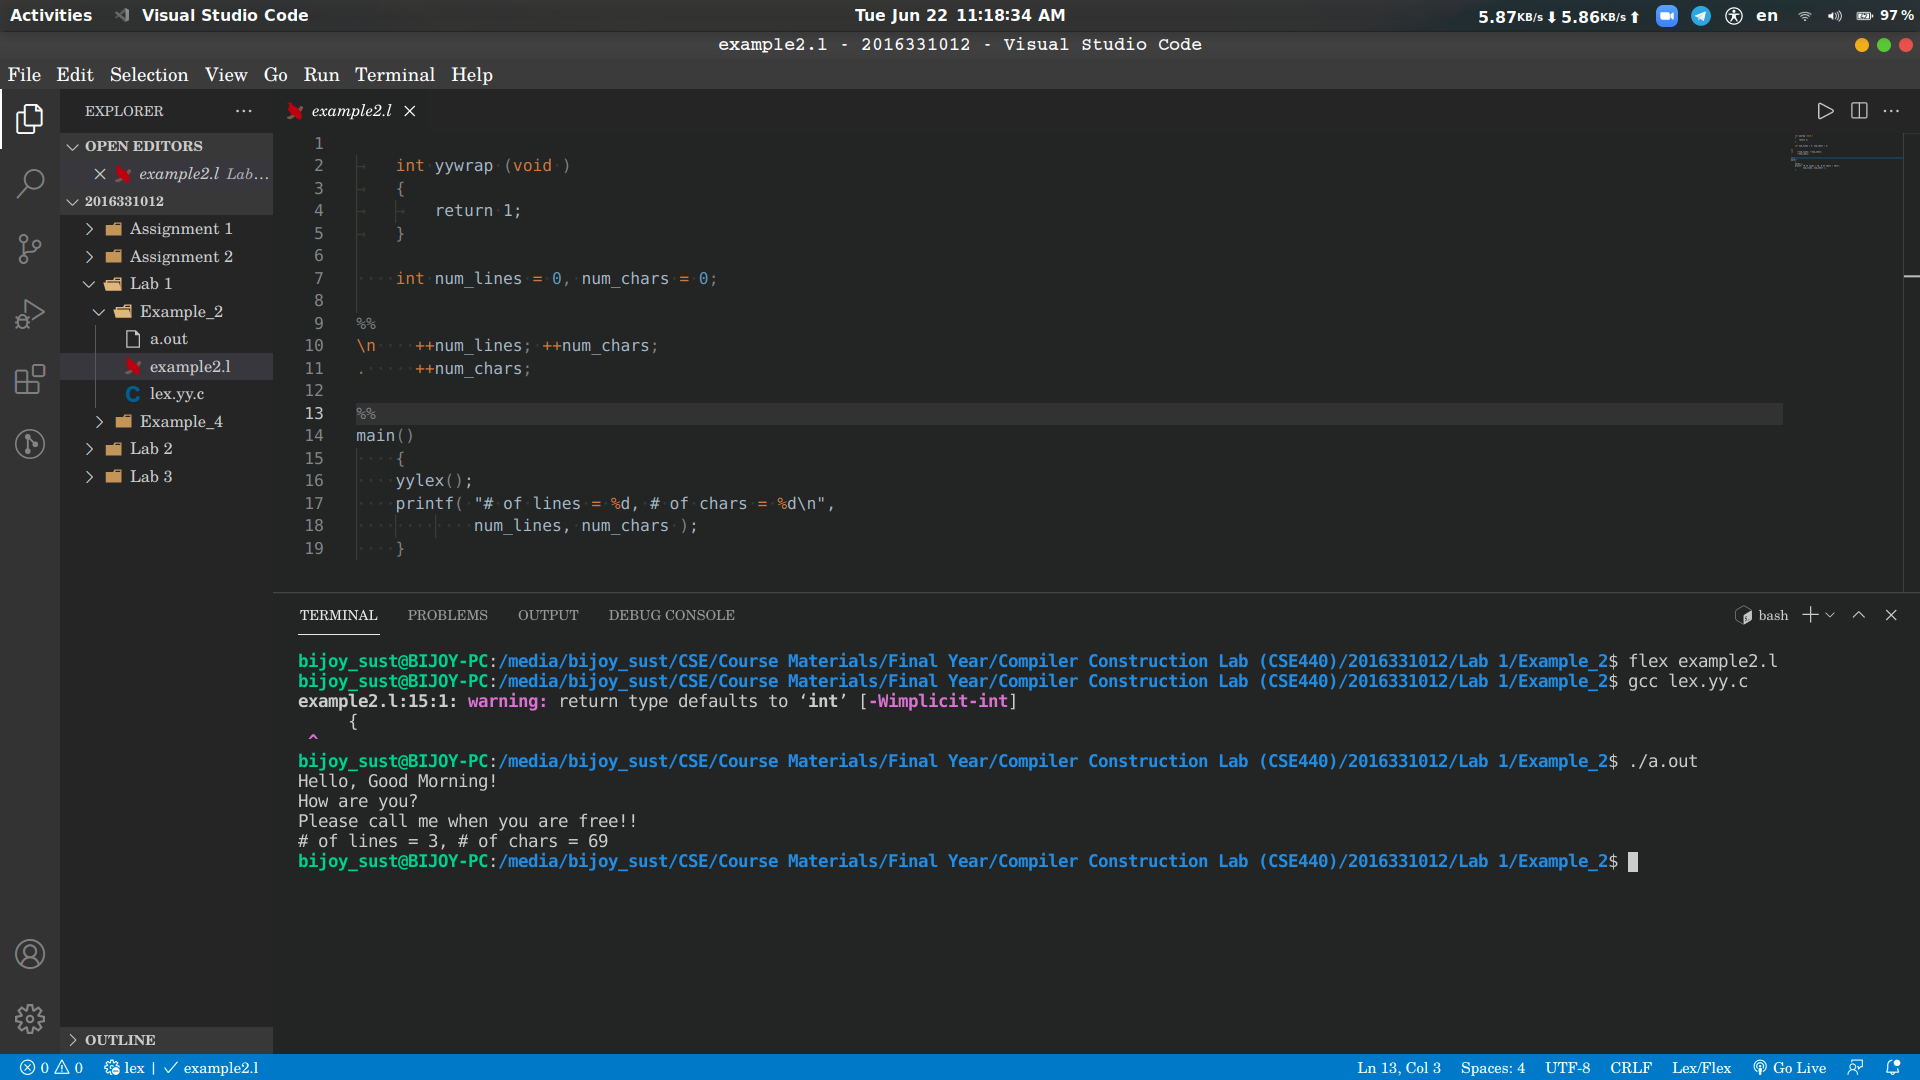 Activities Visual Studio Code Tue Jun 22 11:18:34 AM 5.87KB/s 5.86KB/s en 97 %
example2.l - 2016331012 - Visual Studio Code
File Edit Selection View Go Run Terminal Help
EXPLORER ···
OPEN EDITORS
example2.l Lab...
2016331012
Assignment 1
Assignment 2
Lab 1
Example_2
a.out
example2.l
lex.yy.c
Example_4
Lab 2
Lab 3
OUTLINE
example2.l
1
2 int yywrap (void )
3 {
4 return 1;
5 }
6
7 int num_lines = 0, num_chars = 0;
8
9 %%
10 \n ++num_lines; ++num_chars;
11 . ++num_chars;
12
13 %%
14 main()
15 {
16 yylex();
17 printf( "# of lines = %d, # of chars = %d\n",
18 num_lines, num_chars );
19 }
TERMINAL PROBLEMS OUTPUT DEBUG CONSOLE bash
bijoy_sust@BIJOY-PC:/media/bijoy_sust/CSE/Course Materials/Final Year/Compiler Construction Lab (CSE440)/2016331012/Lab 1/Example_2$ flex example2.l
bijoy_sust@BIJOY-PC:/media/bijoy_sust/CSE/Course Materials/Final Year/Compiler Construction Lab (CSE440)/2016331012/Lab 1/Example_2$ gcc lex.yy.c
example2.l:15:1: warning: return type defaults to ‘int’ [-Wimplicit-int]
{
^
bijoy_sust@BIJOY-PC:/media/bijoy_sust/CSE/Course Materials/Final Year/Compiler Construction Lab (CSE440)/2016331012/Lab 1/Example_2$ ./a.out
Hello, Good Morning!
How are you?
Please call me when you are free!!
# of lines = 3, # of chars = 69
bijoy_sust@BIJOY-PC:/media/bijoy_sust/CSE/Course Materials/Final Year/Compiler Construction Lab (CSE440)/2016331012/Lab 1/Example_2$
0 0 lex | example2.l Ln 13, Col 3 Spaces: 4 UTF-8 CRLF Lex/Flex Go Live